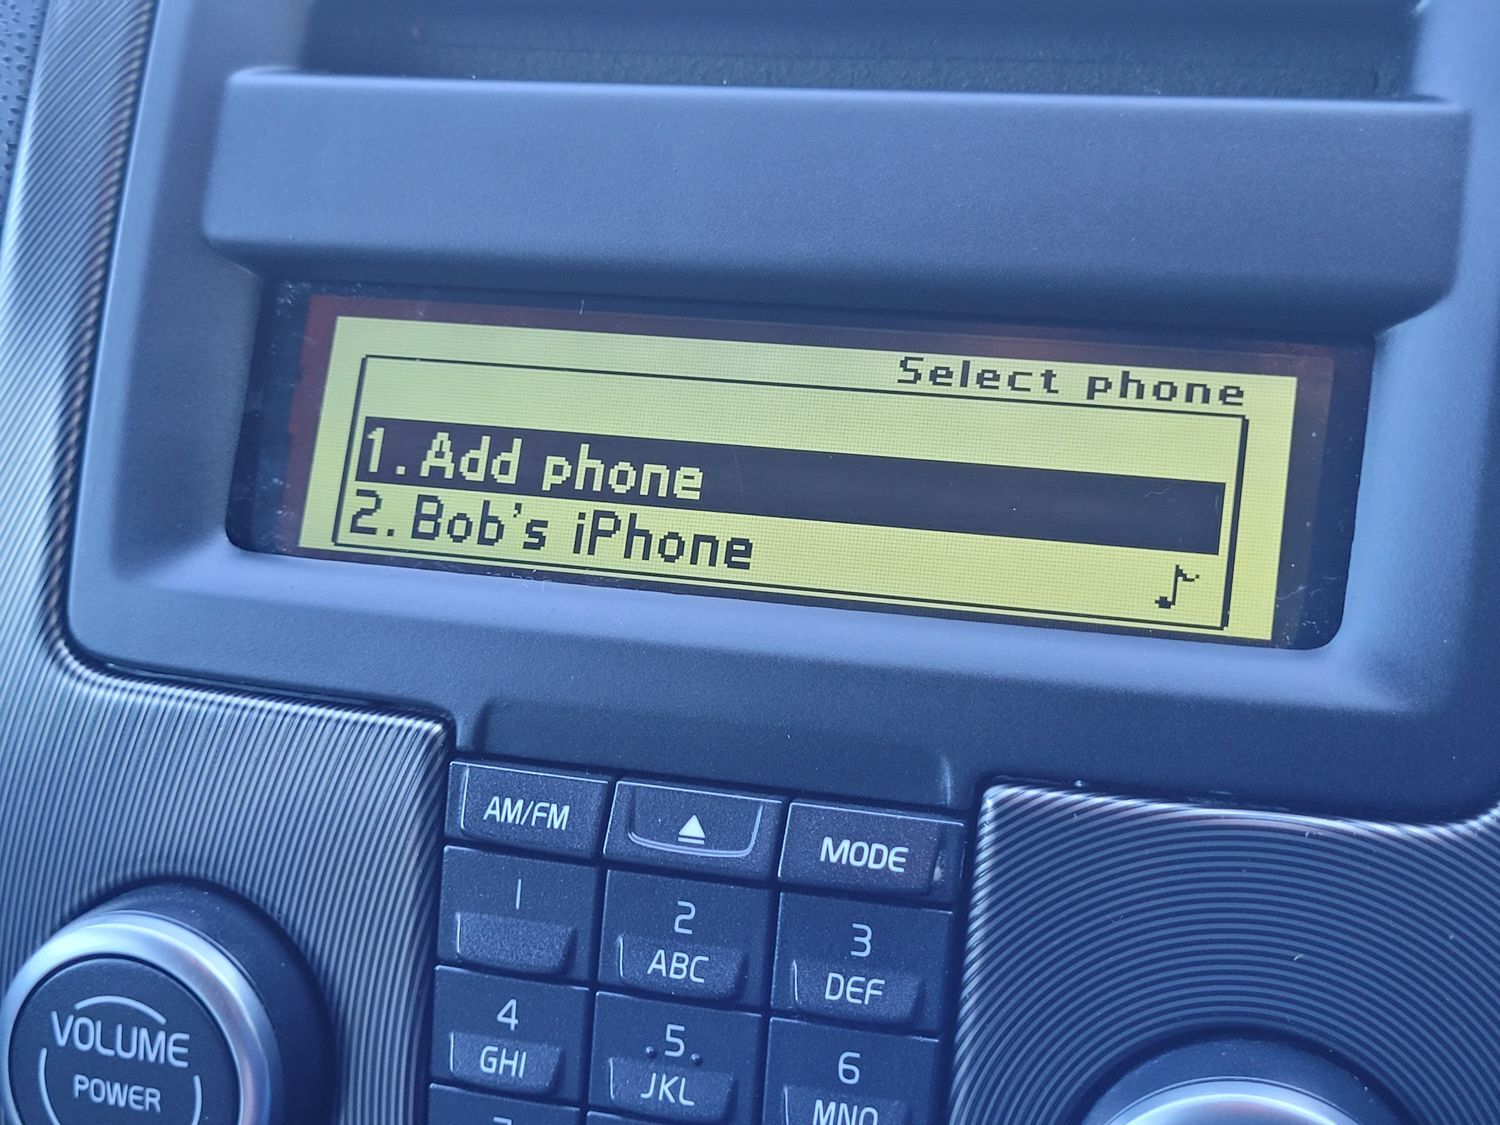 Select phone
1. Add phone
2. Bob's iPhone
AM/FM
MODE
1
2
3
ABC
DEF
4
5
6
GHI
JKL
MNO
VOLUME
POWER